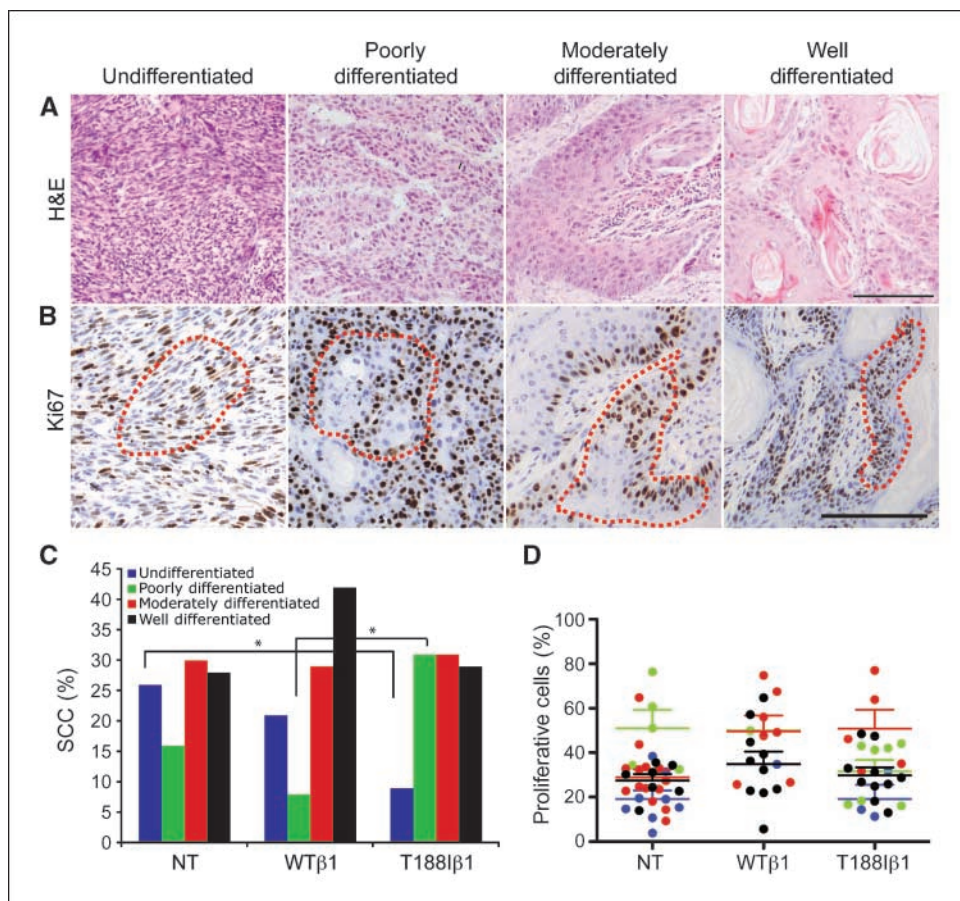 Undifferentiated
Poorly
differentiated
Moderately
differentiated
Well
differentiated
A
H&E
B
Ki67
C
45
40
35
30
25
20
15
10
5
0
SCC (%)
Undifferentiated
Poorly differentiated
Moderately differentiated
Well differentiated
*
*
NT
WTβ1
T188Iβ1
D
100
80
60
40
20
0
Proliferative cells (%)
NT
WTβ1
T188Iβ1